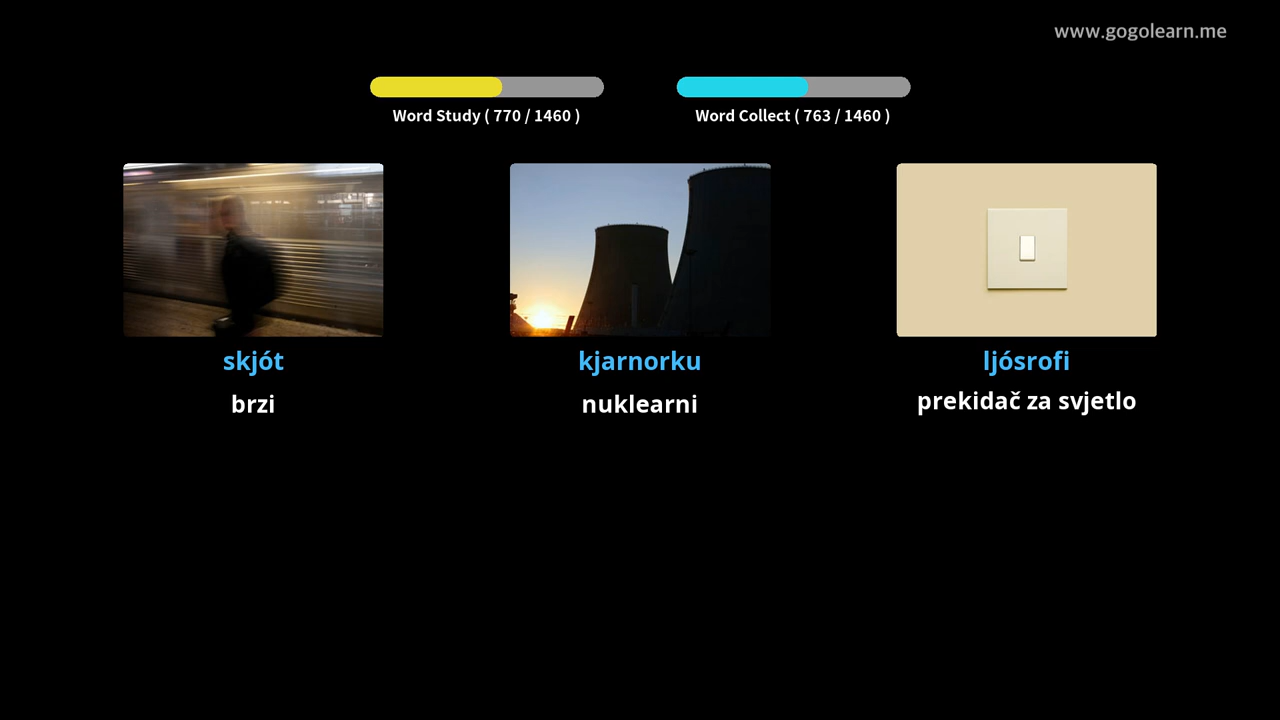 www.gogolearn.me
Word Study ( 770 / 1460 )
Word Collect ( 763 / 1460 )
skjót
kjarnorku
ljósrofi
brzi
nuklearni
prekidač za svjetlo